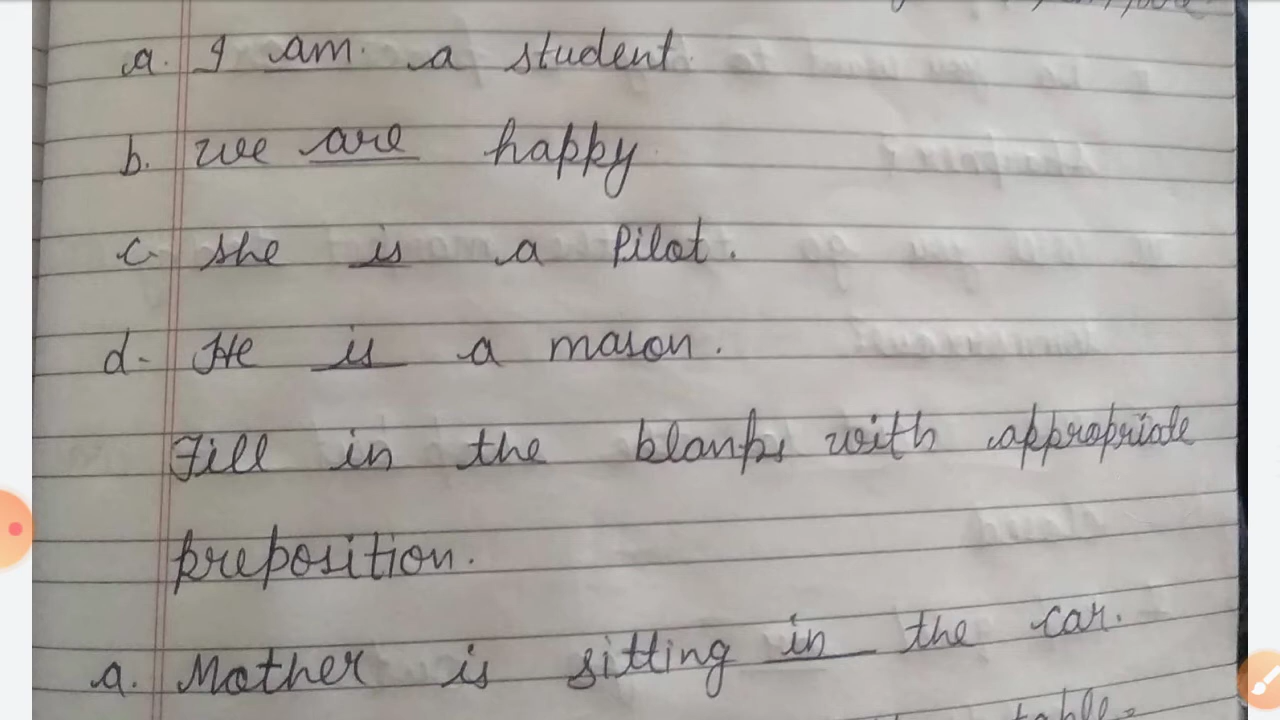 a. I am a student.
b. we are happy
c. she is a Pilot.
d- He is a mason.
Fill in the blanks with appropriate
preposition.
a. Mother is sitting in the car.
table